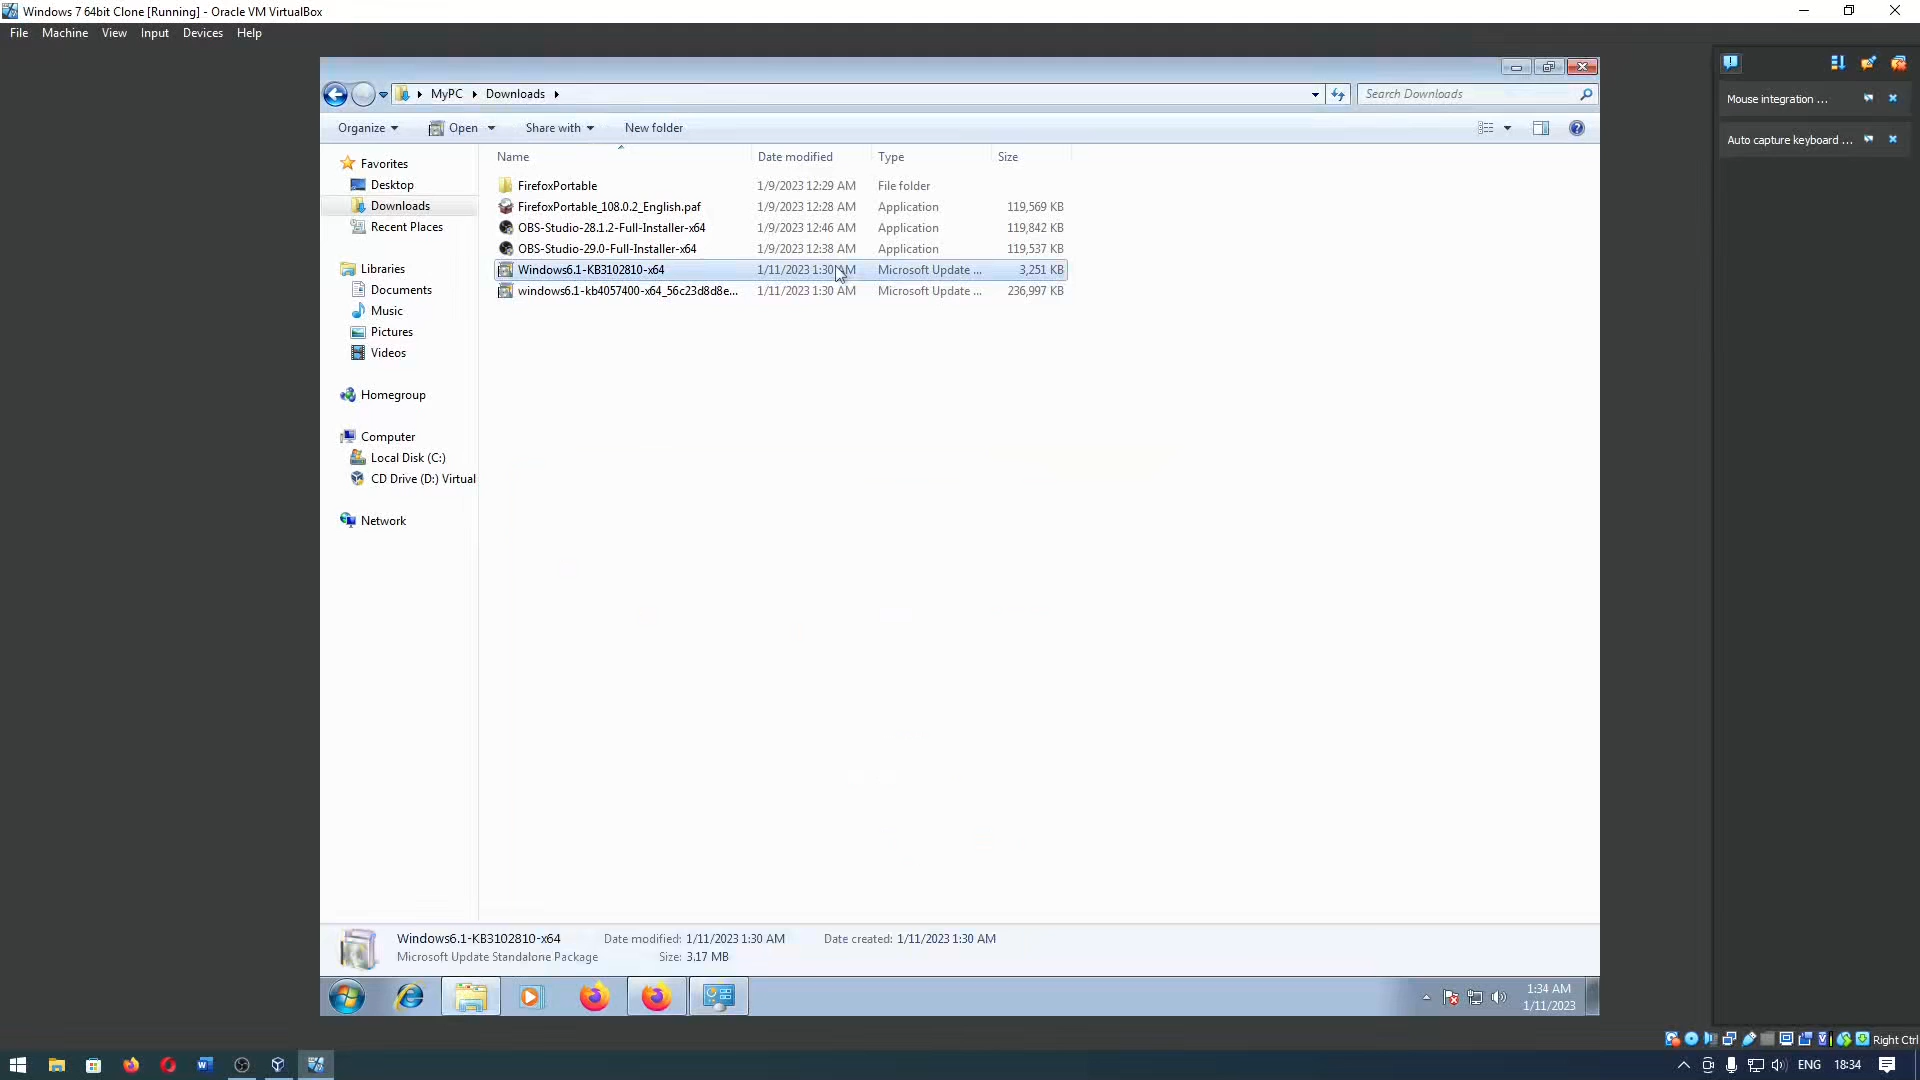 Windows 7 64bit Clone [Running] - Oracle VM VirtualBox
File Machine View Input Devices Help
MyPC Downloads
Search Downloads
Organize Open Share with New folder
Name Date modified Type Size
Favorites
Desktop
Downloads
Recent Places
Libraries
Documents
Music
Pictures
Videos
Homegroup
Computer
Local Disk (C:)
CD Drive (D:) Virtual
Network
FirefoxPortable 1/9/2023 12:29 AM File folder
FirefoxPortable_108.0.2_English.paf 1/9/2023 12:28 AM Application 119,569 KB
OBS-Studio-28.1.2-Full-Installer-x64 1/9/2023 12:46 AM Application 119,842 KB
OBS-Studio-29.0-Full-Installer-x64 1/9/2023 12:38 AM Application 119,537 KB
Windows6.1-KB3102810-x64 1/11/2023 1:30 AM Microsoft Update ... 3,251 KB
windows6.1-kb4057400-x64_56c23d8d8e... 1/11/2023 1:30 AM Microsoft Update ... 236,997 KB
Mouse integration ...
Auto capture keyboard ...
Windows6.1-KB3102810-x64 Date modified: 1/11/2023 1:30 AM Date created: 1/11/2023 1:30 AM
Microsoft Update Standalone Package Size: 3.17 MB
1:34 AM
1/11/2023
Right Ctrl
ENG 18:34